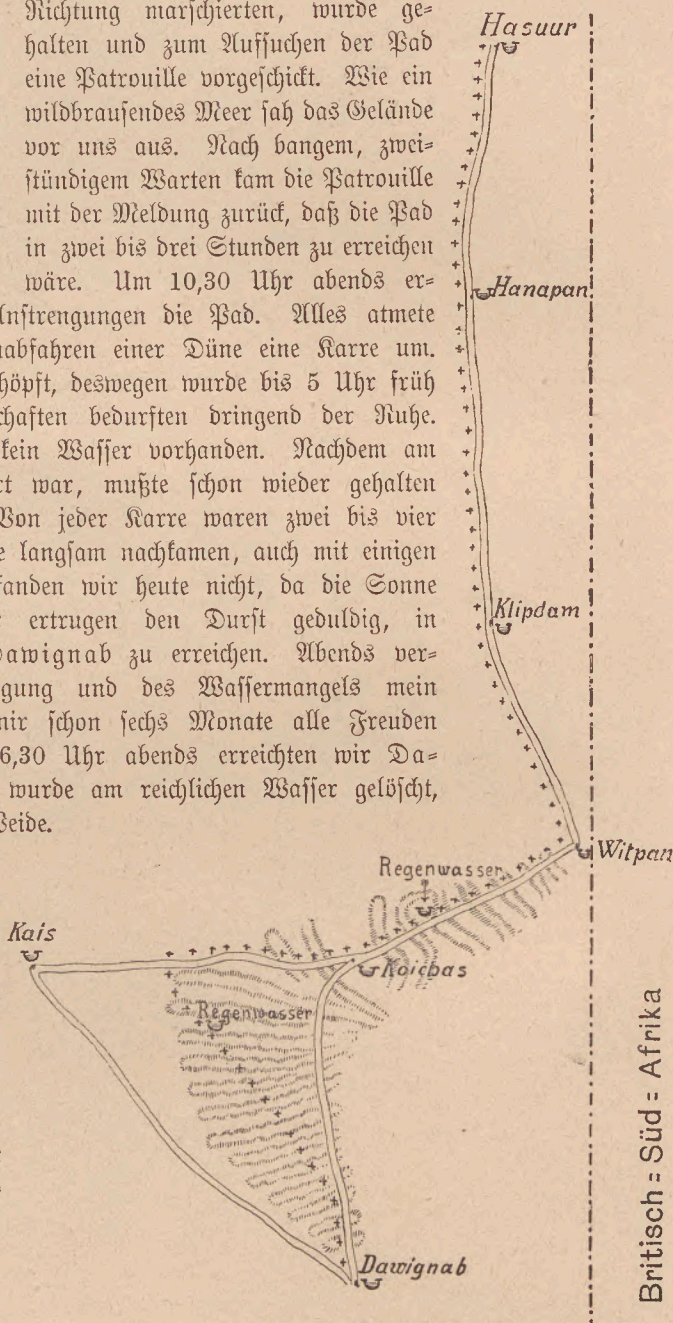 Richtung marschierten, wurde ge=
halten und zum Aufsuchen der Pad
eine Patrouille vorgeschickt. Wie ein
wildbrausendes Meer sah das Gelände
vor uns aus. Nach bangem, zwei=
stündigem Warten kam die Patrouille
mit der Meldung zurück, daß die Pad
in zwei bis drei Stunden zu erreichen
wäre. Um 10,30 Uhr abends er=
nstrengungen die Pad. Alles atmete
nabfahren einer Düne eine Karre um.
höpft, deswegen wurde bis 5 Uhr früh
chaften bedurften dringend der Ruhe.
kein Wasser vorhanden. Nachdem am
ct war, mußte schon wieder gehalten
Von jeder Karre waren zwei bis vier
e langsam nachkamen, auch mit einigen
fanden wir heute nicht, da die Sonne
r ertrugen den Durst geduldig, in
Dawignab zu erreichen. Abends ver=
gung und des Wassermangels mein
mir schon sechs Monate alle Freuden
6,30 Uhr abends erreichten wir Da=
wurde am reichlichen Wasser gelöscht,
Weide.
Hasuur
Hanapan
Klipdam
Witpan
Regenwasser
Kais
Koichas
Regenwasser
Dawignab
Britisch=Süd=Afrika